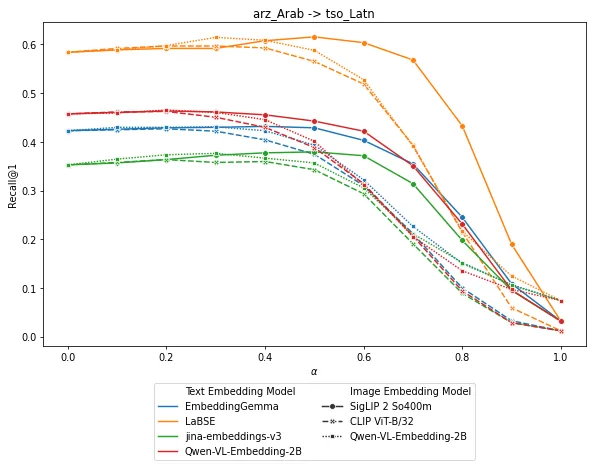 arz_Arab -> tso_Latn
Recall@1
0.6
0.5
0.4
0.3
0.2
0.1
0.0
0.0 0.2 0.4 0.6 0.8 1.0
α
Text Embedding Model Image Embedding Model
EmbeddingGemma SigLIP 2 So400m
LaBSE CLIP ViT-B/32
jina-embeddings-v3 Qwen-VL-Embedding-2B
Qwen-VL-Embedding-2B